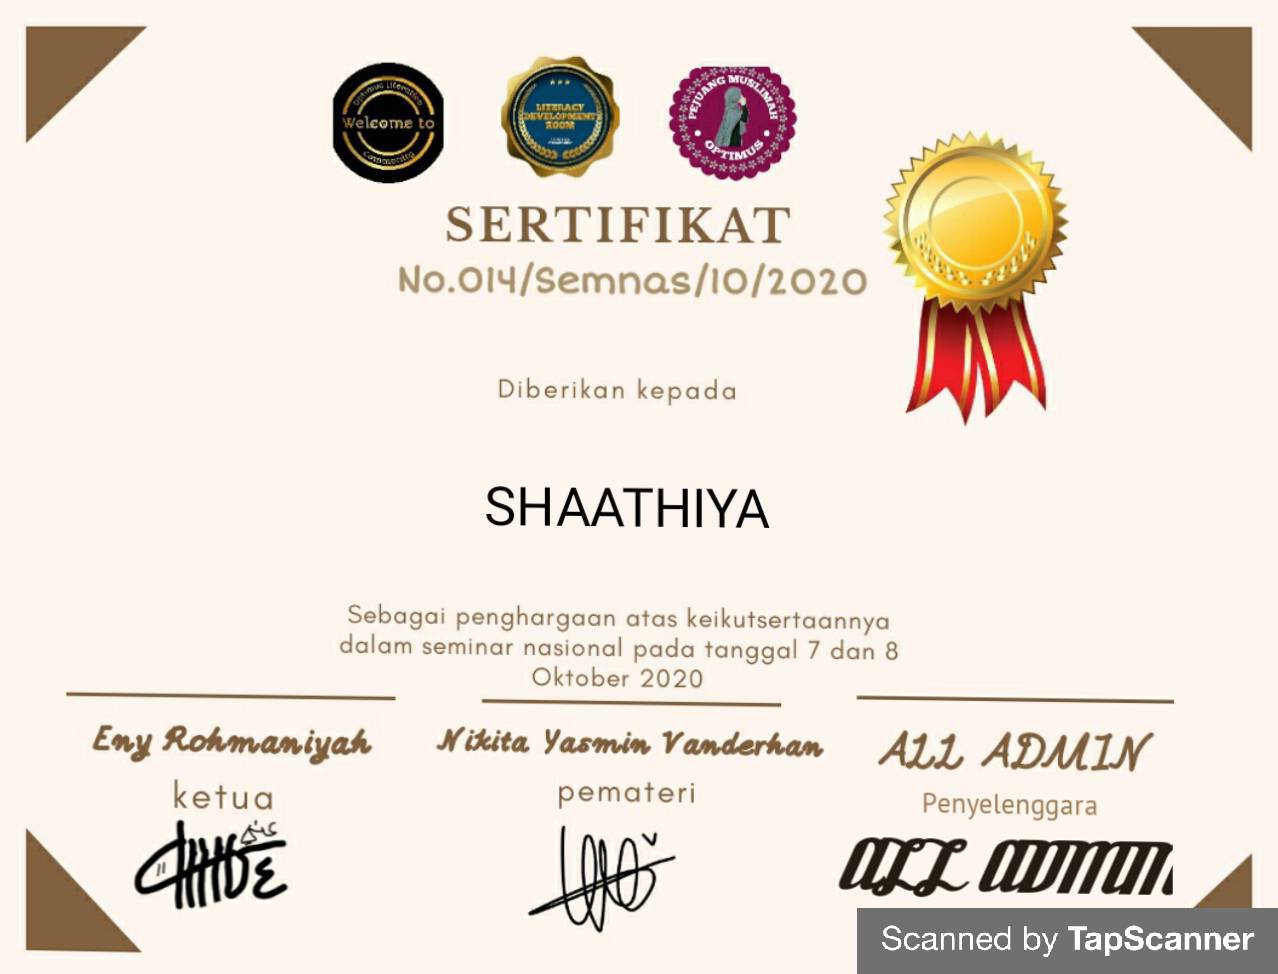 Optimus Literation
Welcome to
Community
LITERACY
DEVELOPMENT
ROOM
PEJUANG MUSLIMAH
OPTIMUS
SERTIFIKAT
No.014/Semnas/10/2020
Diberikan kepada
SHAATHIYA
Sebagai penghargaan atas keikutsertaannya
dalam seminar nasional pada tanggal 7 dan 8
Oktober 2020
Eny Rohmaniyah
Nikita Yasmin Vanderhan
ALL ADMIN
ketua
pemateri
Penyelenggara
ALL ADMIN
Scanned by TapScanner